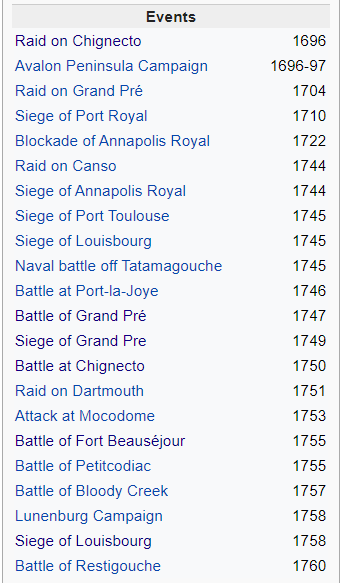 Events
Raid on Chignecto 1696
Avalon Peninsula Campaign 1696-97
Raid on Grand Pré 1704
Siege of Port Royal 1710
Blockade of Annapolis Royal 1722
Raid on Canso 1744
Siege of Annapolis Royal 1744
Siege of Port Toulouse 1745
Siege of Louisbourg 1745
Naval battle off Tatamagouche 1745
Battle at Port-la-Joye 1746
Battle of Grand Pré 1747
Siege of Grand Pre 1749
Battle at Chignecto 1750
Raid on Dartmouth 1751
Attack at Mocodome 1753
Battle of Fort Beauséjour 1755
Battle of Petitcodiac 1755
Battle of Bloody Creek 1757
Lunenburg Campaign 1758
Siege of Louisbourg 1758
Battle of Restigouche 1760